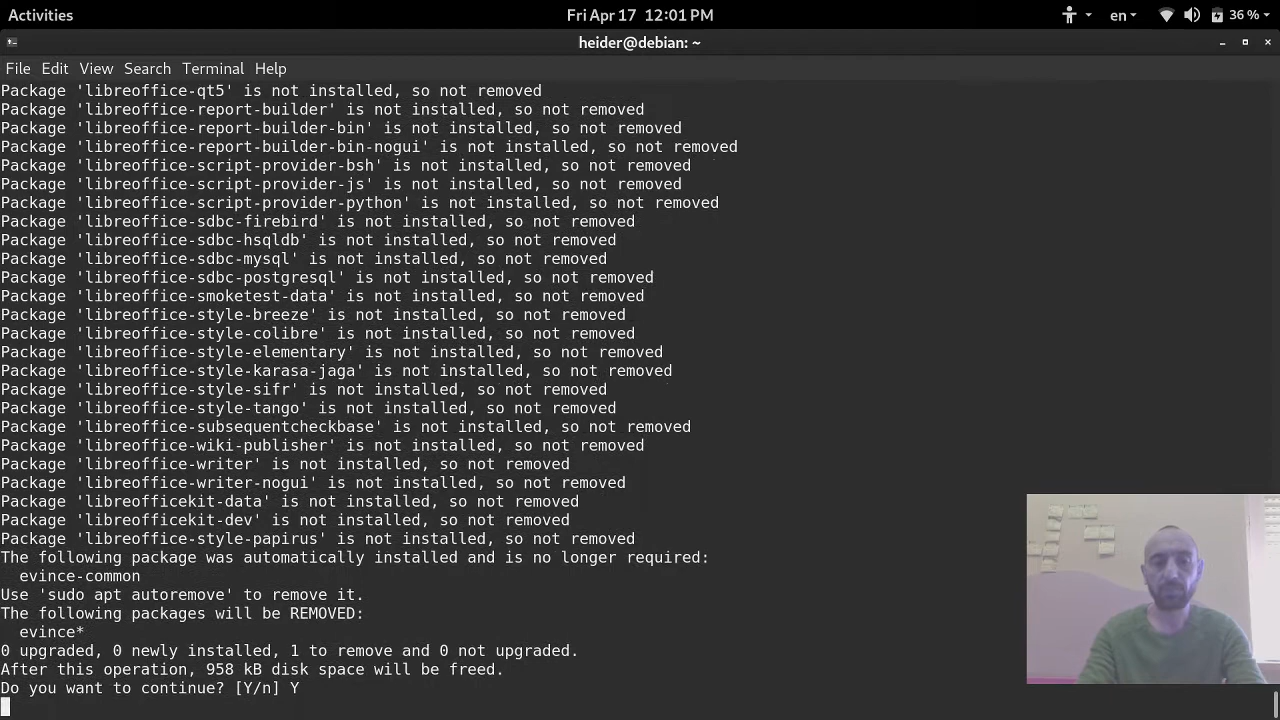 Activities
Fri Apr 17 12:01 PM
en
36 %
heider@debian: ~
File Edit View Search Terminal Help
Package 'libreoffice-qt5' is not installed, so not removed
Package 'libreoffice-report-builder' is not installed, so not removed
Package 'libreoffice-report-builder-bin' is not installed, so not removed
Package 'libreoffice-report-builder-bin-nogui' is not installed, so not removed
Package 'libreoffice-script-provider-bsh' is not installed, so not removed
Package 'libreoffice-script-provider-js' is not installed, so not removed
Package 'libreoffice-script-provider-python' is not installed, so not removed
Package 'libreoffice-sdbc-firebird' is not installed, so not removed
Package 'libreoffice-sdbc-hsqldb' is not installed, so not removed
Package 'libreoffice-sdbc-mysql' is not installed, so not removed
Package 'libreoffice-sdbc-postgresql' is not installed, so not removed
Package 'libreoffice-smoketest-data' is not installed, so not removed
Package 'libreoffice-style-breeze' is not installed, so not removed
Package 'libreoffice-style-colibre' is not installed, so not removed
Package 'libreoffice-style-elementary' is not installed, so not removed
Package 'libreoffice-style-karasa-jaga' is not installed, so not removed
Package 'libreoffice-style-sifr' is not installed, so not removed
Package 'libreoffice-style-tango' is not installed, so not removed
Package 'libreoffice-subsequentcheckbase' is not installed, so not removed
Package 'libreoffice-wiki-publisher' is not installed, so not removed
Package 'libreoffice-writer' is not installed, so not removed
Package 'libreoffice-writer-nogui' is not installed, so not removed
Package 'libreofficekit-data' is not installed, so not removed
Package 'libreofficekit-dev' is not installed, so not removed
Package 'libreoffice-style-papirus' is not installed, so not removed
The following package was automatically installed and is no longer required:
  evince-common
Use 'sudo apt autoremove' to remove it.
The following packages will be REMOVED:
  evince*
0 upgraded, 0 newly installed, 1 to remove and 0 not upgraded.
After this operation, 958 kB disk space will be freed.
Do you want to continue? [Y/n] Y